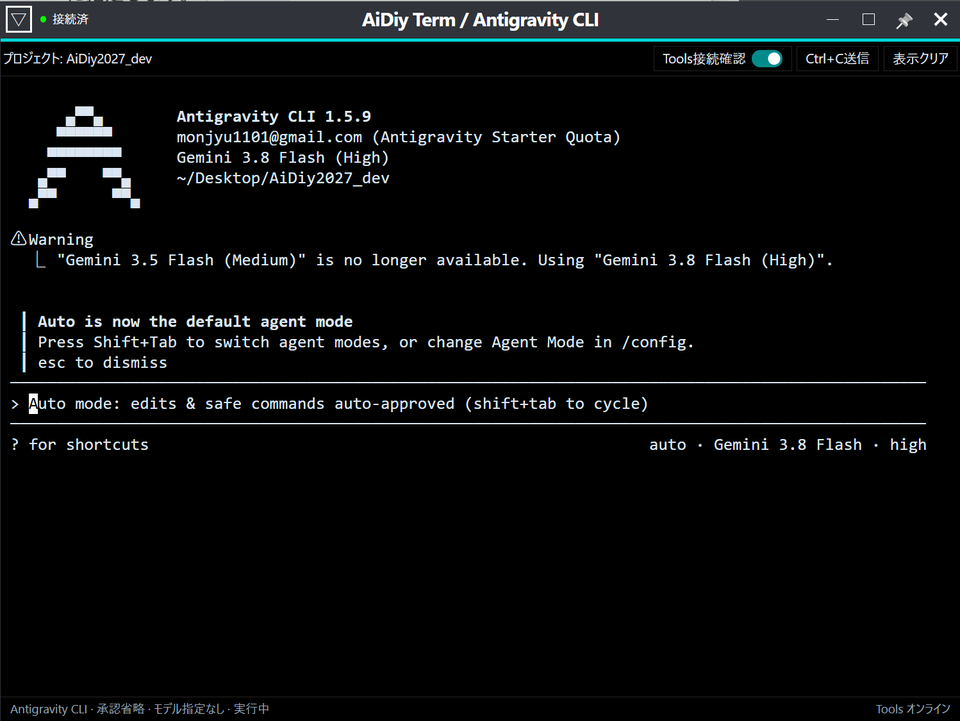 接続済
AiDiy Term / Antigravity CLI
プロジェクト: AiDiy2027_dev
Tools接続確認
Ctrl+C送信
表示クリア
Antigravity CLI 1.5.9
monjyu1101@gmail.com (Antigravity Starter Quota)
Gemini 3.8 Flash (High)
~/Desktop/AiDiy2027_dev
⚠Warning
"Gemini 3.5 Flash (Medium)" is no longer available. Using "Gemini 3.8 Flash (High)".
Auto is now the default agent mode
Press Shift+Tab to switch agent modes, or change Agent Mode in /config.
esc to dismiss
> Auto mode: edits & safe commands auto-approved (shift+tab to cycle)
? for shortcuts
auto · Gemini 3.8 Flash · high
Antigravity CLI · 承認省略 · モデル指定なし · 実行中
Tools オンライン